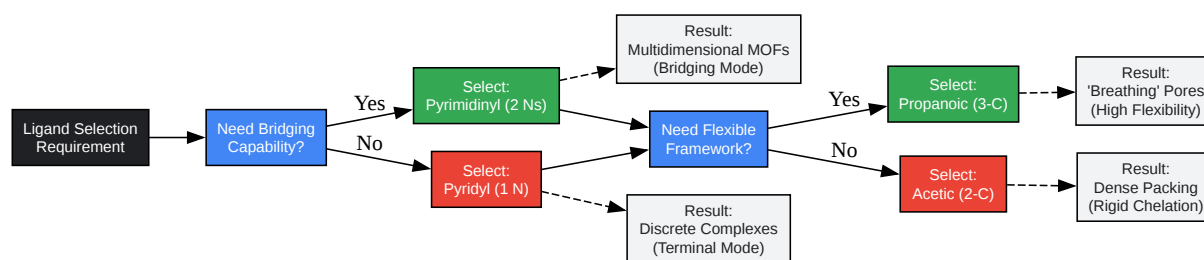 Ligand Selection
Requirement
Need Bridging
Capability?
Yes
No
Select:
Pyrimidinyl (2 Ns)
Select:
Pyridyl (1 N)
Result:
Multidimensional MOFs
(Bridging Mode)
Result:
Discrete Complexes
(Terminal Mode)
Need Flexible
Framework?
Yes
No
Select:
Propanoic (3-C)
Select:
Acetic (2-C)
Result:
'Breathing' Pores
(High Flexibility)
Result:
Dense Packing
(Rigid Chelation)